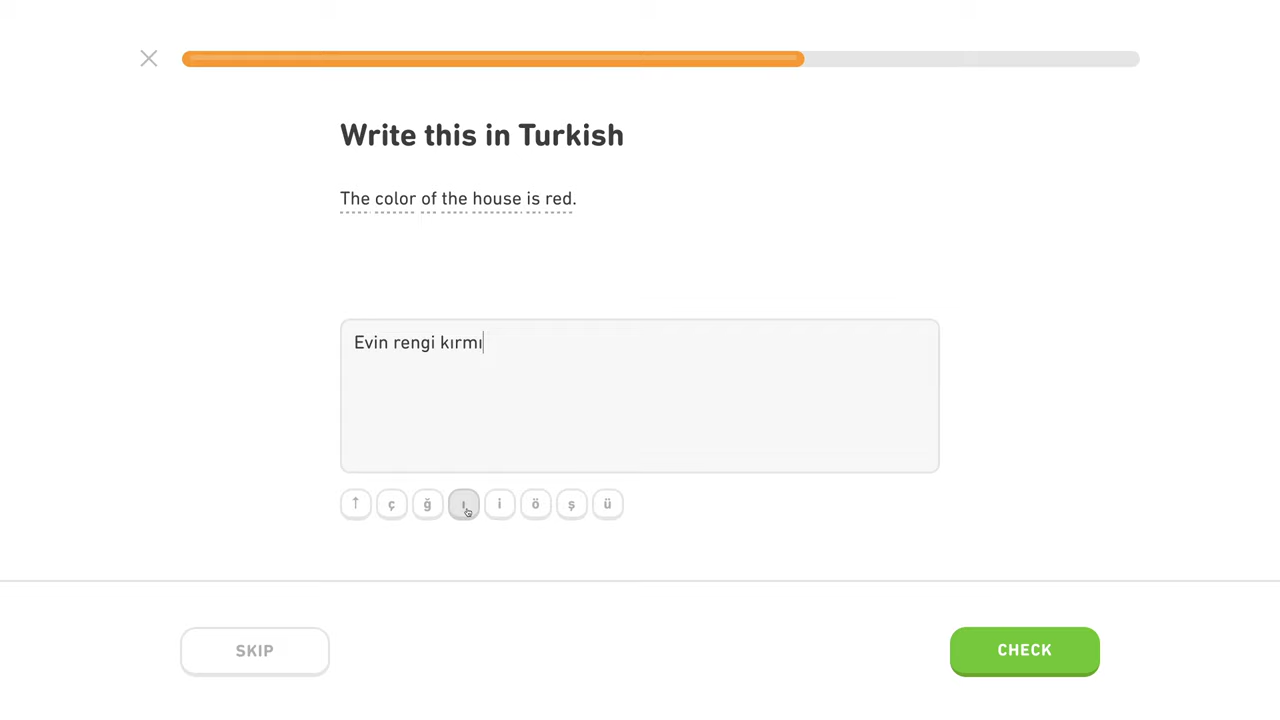 Write this in Turkish
The color of the house is red.
Evin rengi kırmı
↑ ç ğ ı i ö ş ü
SKIP
CHECK